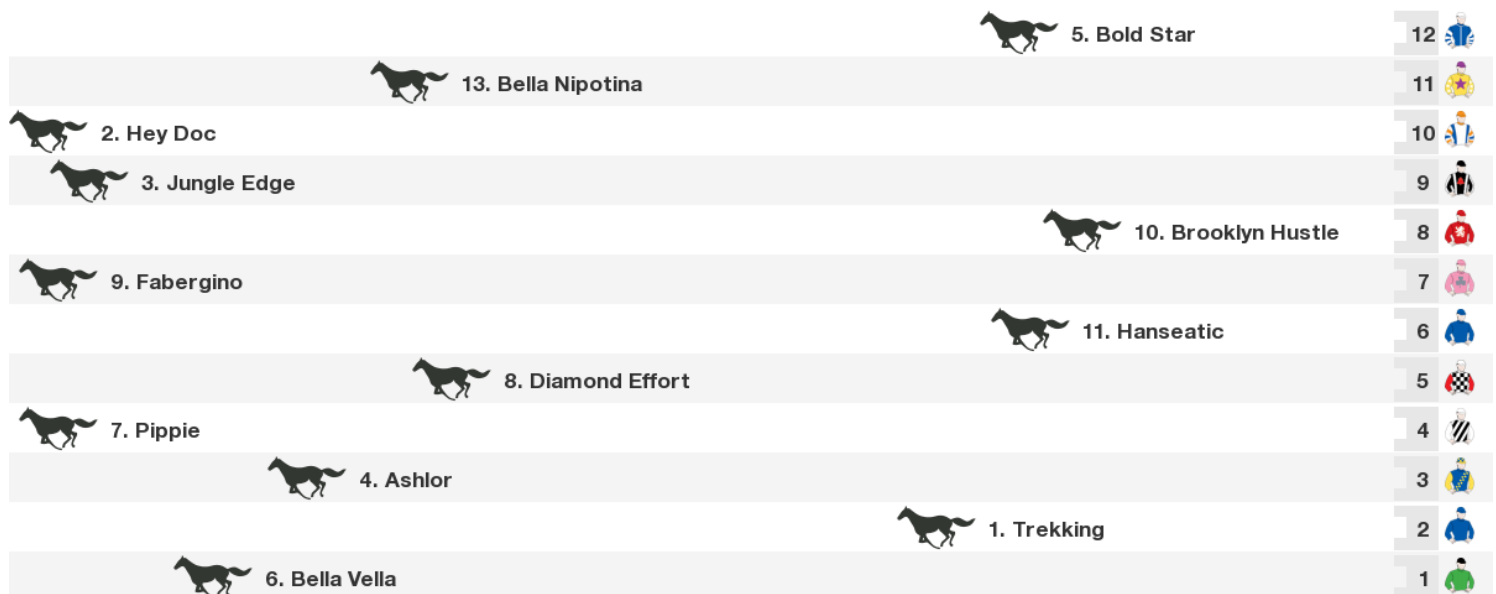 5. Bold Star 12
13. Bella Nipotina 11
2. Hey Doc 10
3. Jungle Edge 9
10. Brooklyn Hustle 8
9. Fabergino 7
11. Hanseatic 6
8. Diamond Effort 5
7. Pippie 4
4. Ashlor 3
1. Trekking 2
6. Bella Vella 1